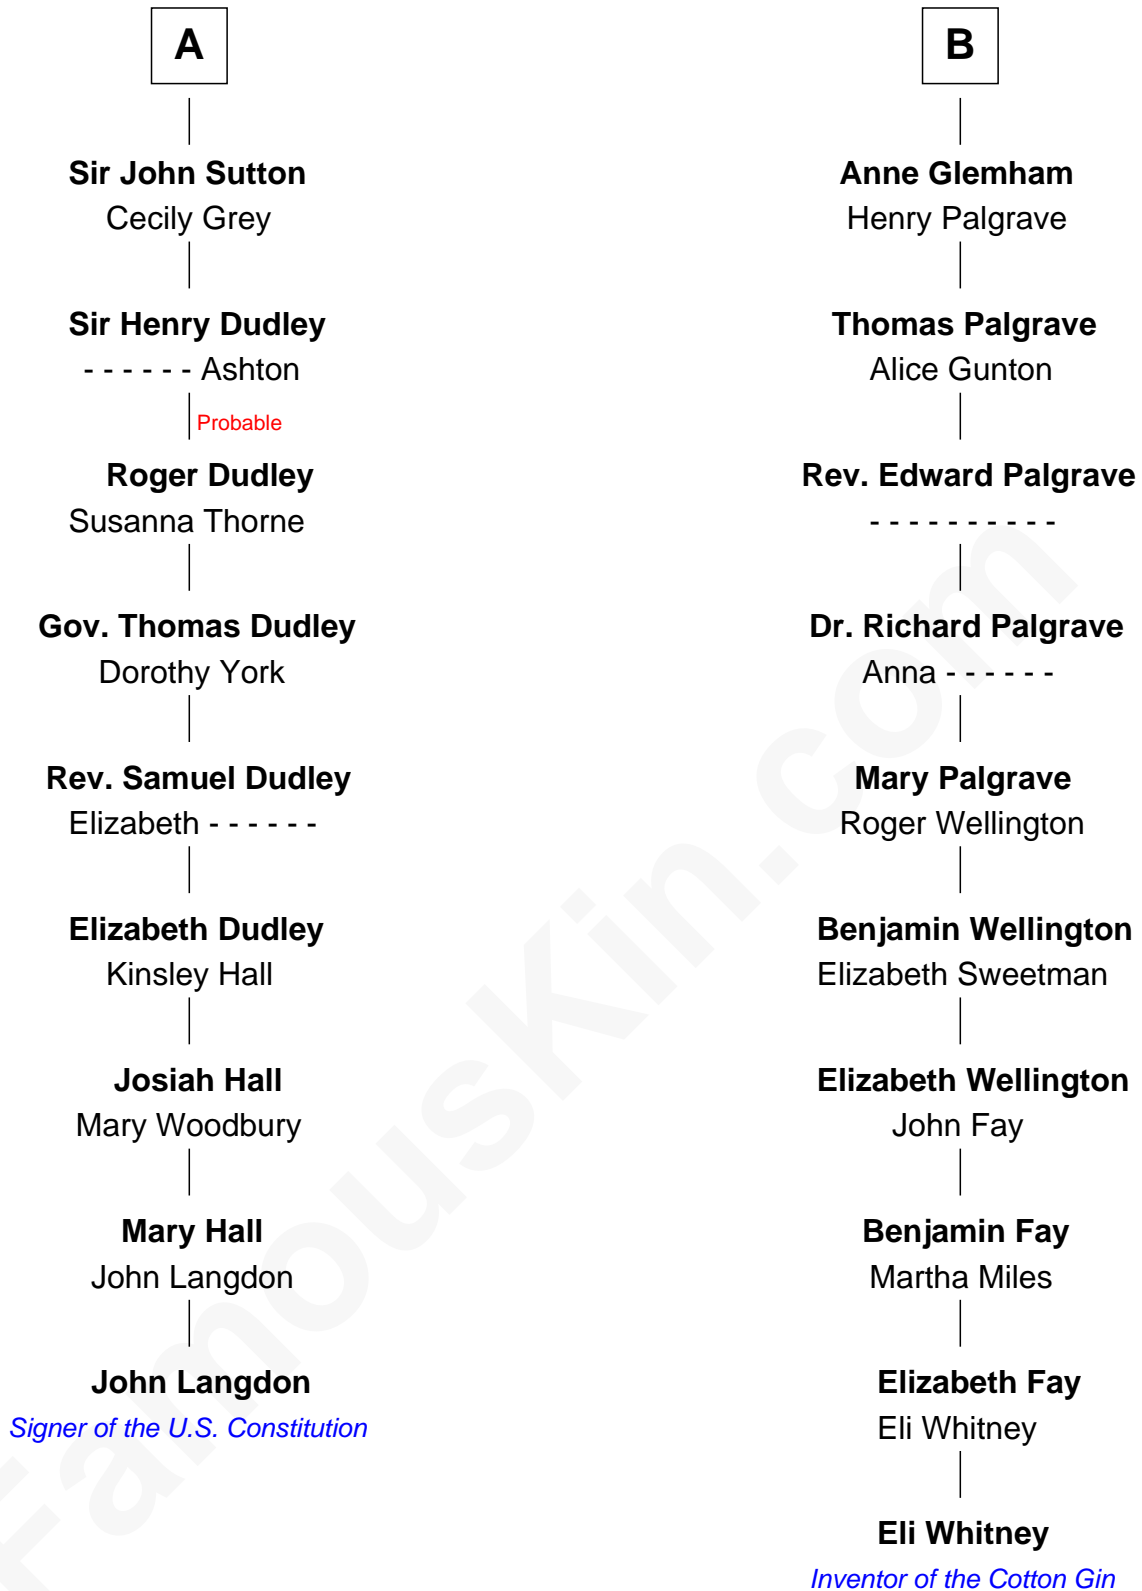 A
Sir John Sutton
Cecily Grey
Sir Henry Dudley
- - - - - - Ashton
Probable
Roger Dudley
Susanna Thorne
Gov. Thomas Dudley
Dorothy York
Rev. Samuel Dudley
Elizabeth - - - - - -
Elizabeth Dudley
Kinsley Hall
Josiah Hall
Mary Woodbury
Mary Hall
John Langdon
John Langdon
Signer of the U.S. Constitution
B
Anne Glemham
Henry Palgrave
Thomas Palgrave
Alice Gunton
Rev. Edward Palgrave
- - - - - - - - - -
Dr. Richard Palgrave
Anna - - - - - -
Mary Palgrave
Roger Wellington
Benjamin Wellington
Elizabeth Sweetman
Elizabeth Wellington
John Fay
Benjamin Fay
Martha Miles
Elizabeth Fay
Eli Whitney
Eli Whitney
Inventor of the Cotton Gin
FamousKin.com